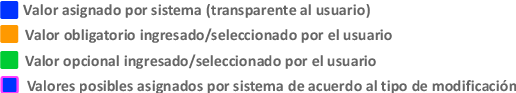 Valor asignado por sistema (transparente al usuario)
Valor obligatorio ingresado/seleccionado por el usuario
Valor opcional ingresado/seleccionado por el usuario
Valores posibles asignados por sistema de acuerdo al tipo de modificación